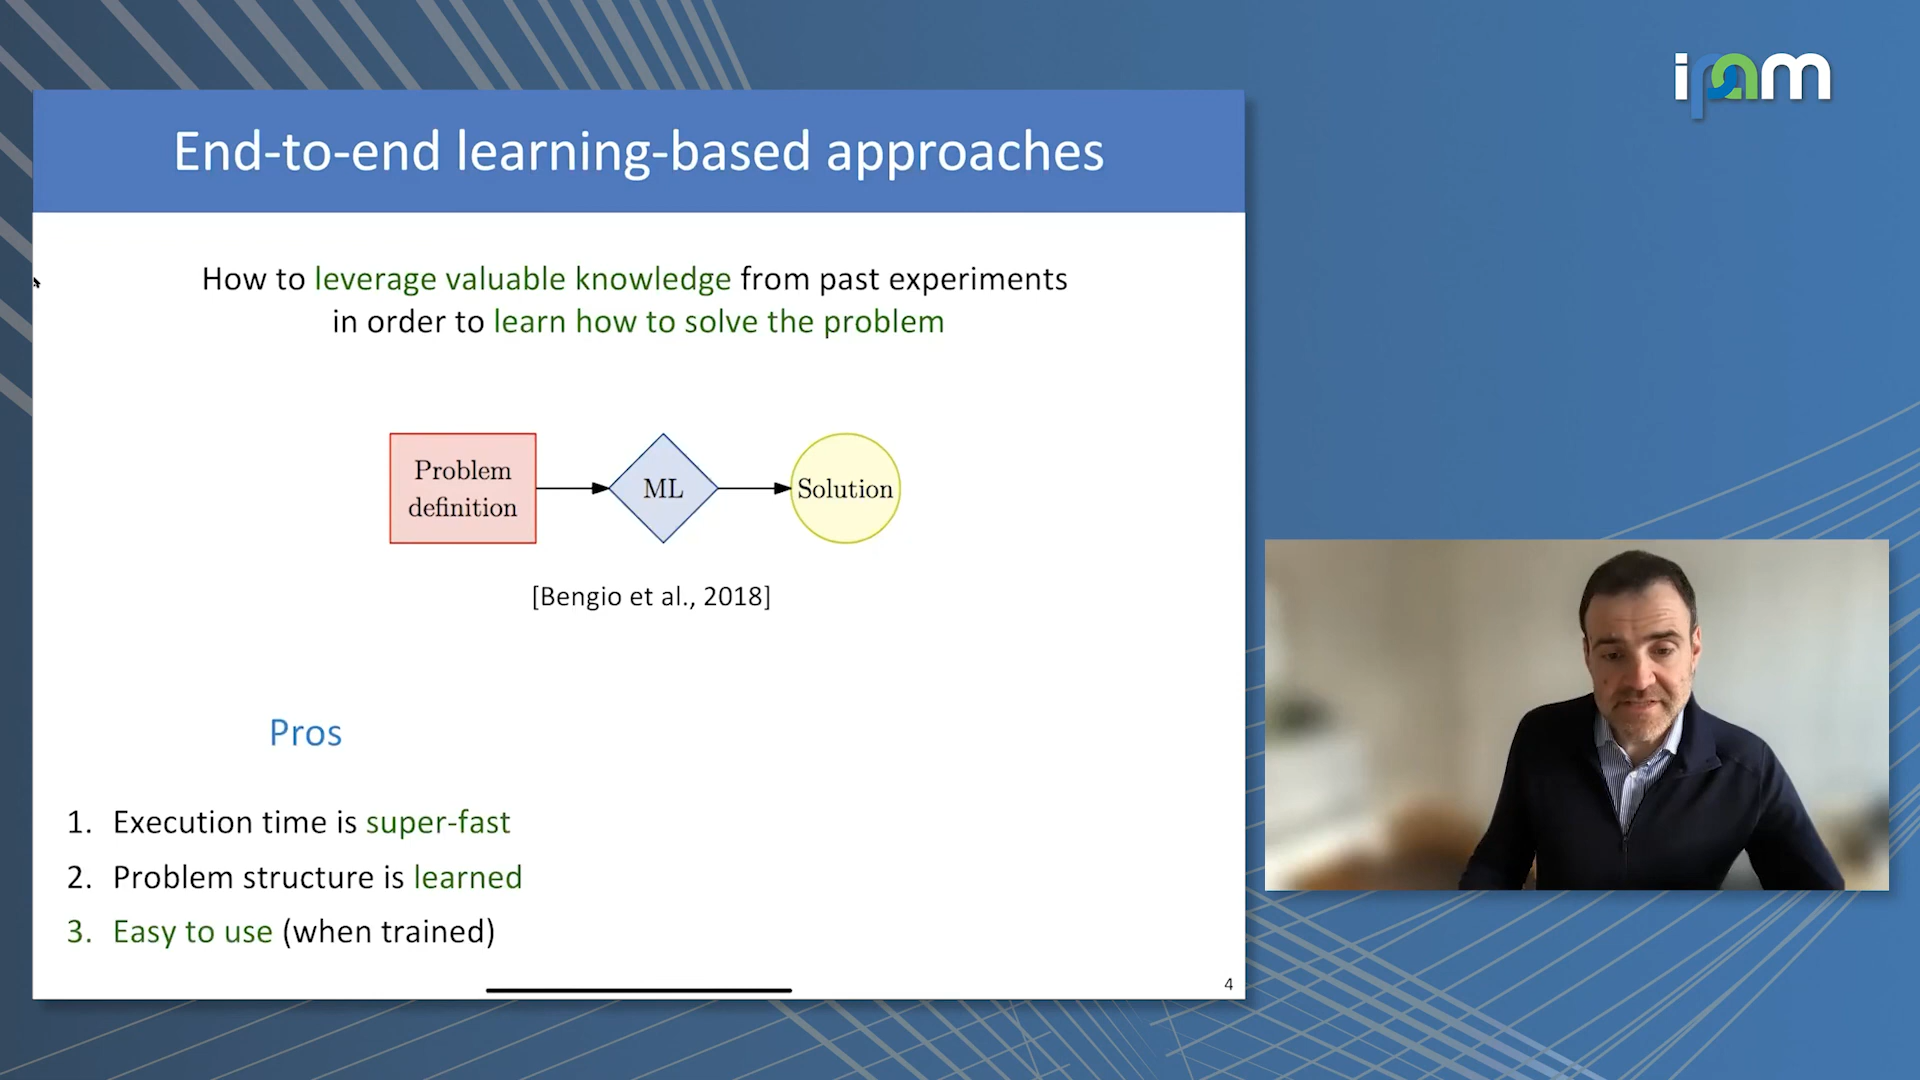 ipam
End-to-end learning-based approaches
How to leverage valuable knowledge from past experiments
in order to learn how to solve the problem
Problem
definition
ML
Solution
[Bengio et al., 2018]
Pros
1. Execution time is super-fast
2. Problem structure is learned
3. Easy to use (when trained)
4